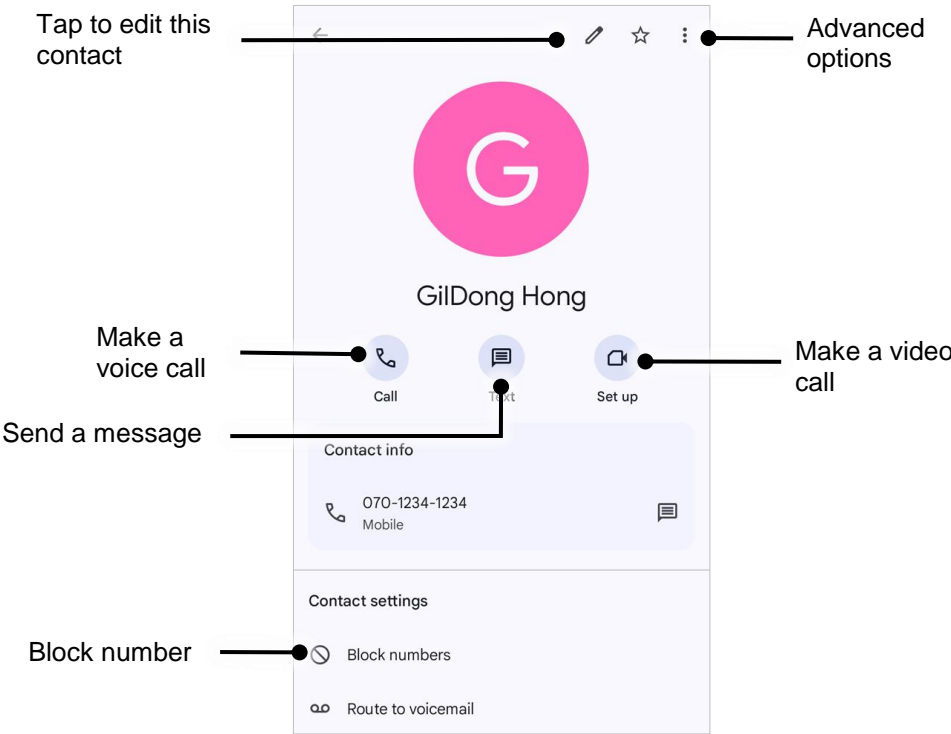 Tap to edit this
contact
Advanced
options
G
GilDong Hong
Make a
voice call
Make a video
call
Call
Text
Set up
Send a message
Contact info
070-1234-1234
Mobile
Contact settings
Block number
Block numbers
Route to voicemail